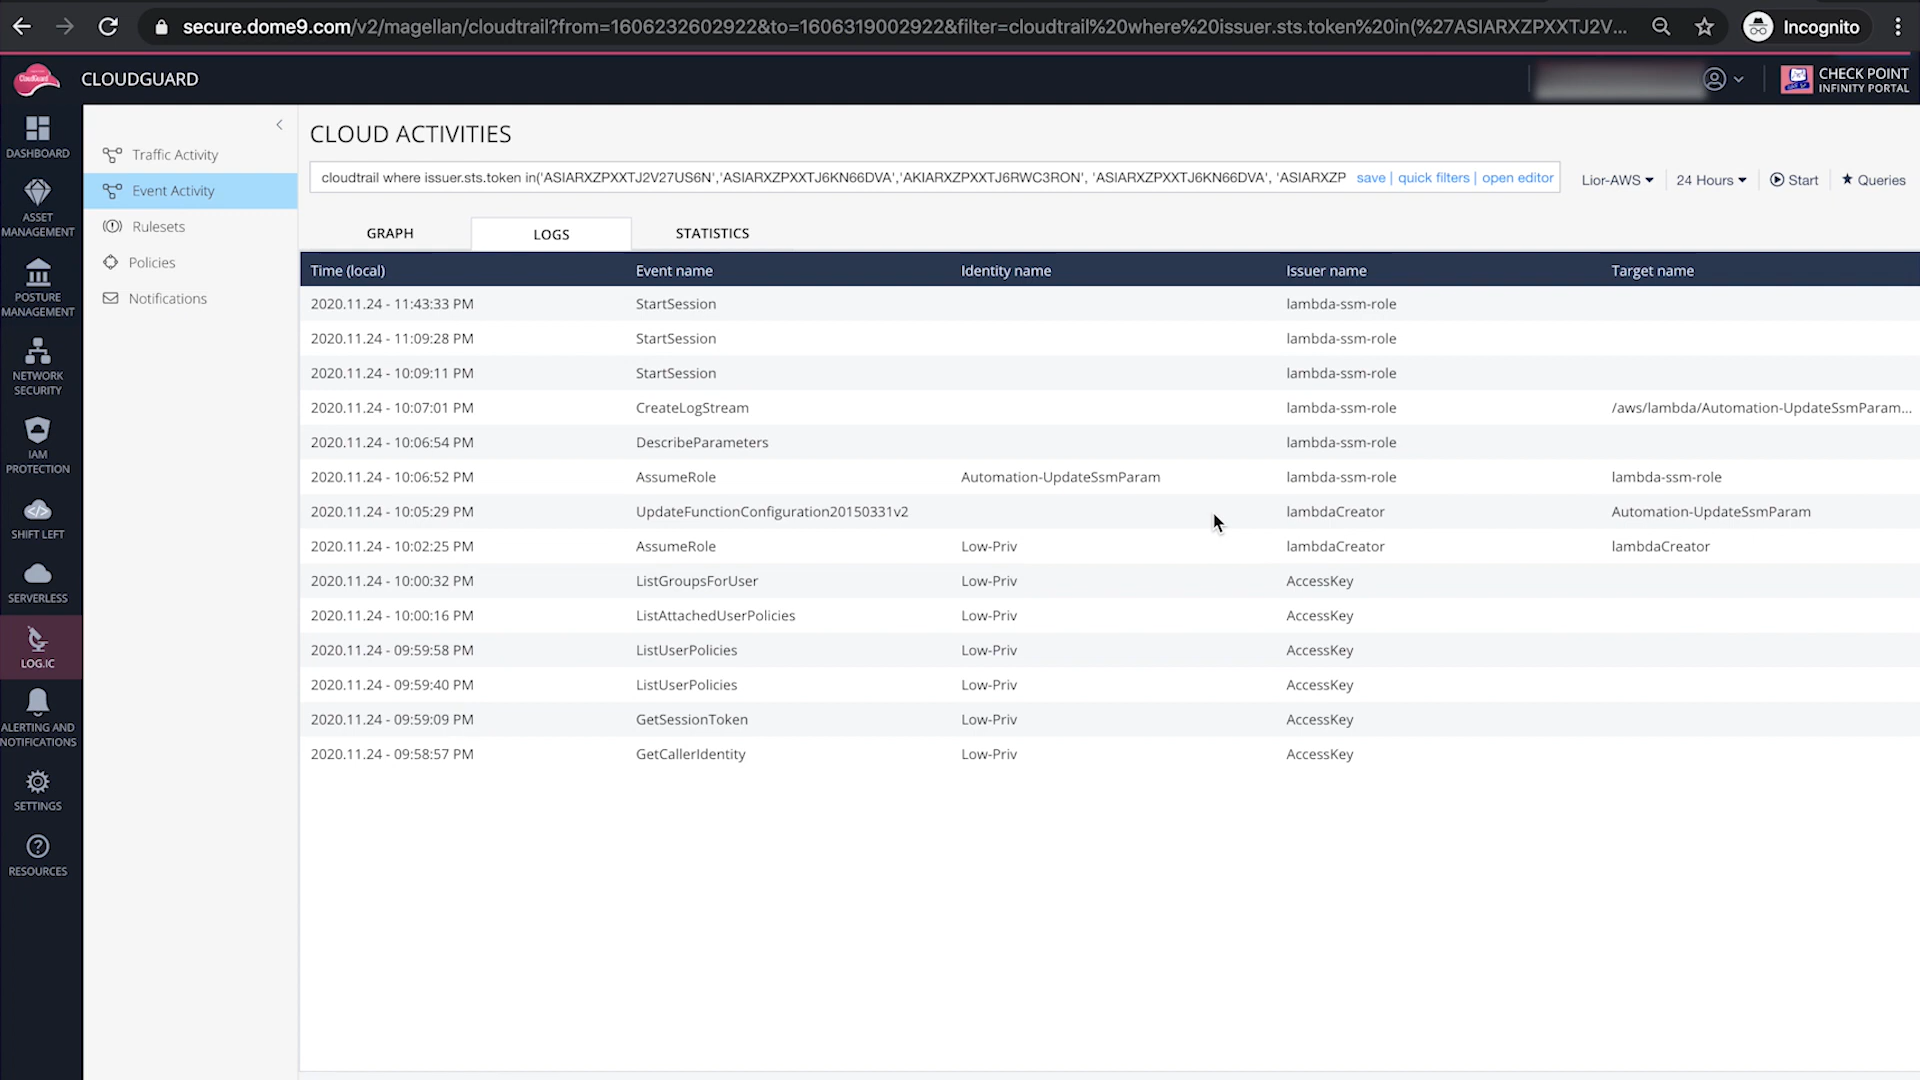 secure.dome9.com/v2/magellan/cloudtrail?from=1606232602922&to=1606319002922&filter=cloudtrail%20where%20issuer.sts.token%20in(%27ASIARXZPXXTJ2V...
Incognito
CloudGuard
CLOUDGUARD
CHECK POINT
INFINITY PORTAL
DASHBOARD
ASSET
MANAGEMENT
POSTURE
MANAGEMENT
NETWORK
SECURITY
IAM
PROTECTION
SHIFT LEFT
SERVERLESS
LOG.IC
ALERTING AND
NOTIFICATIONS
SETTINGS
RESOURCES
Traffic Activity
Event Activity
Rulesets
Policies
Notifications
CLOUD ACTIVITIES
cloudtrail where issuer.sts.token in('ASIARXZPXXTJ2V27US6N','ASIARXZPXXTJ6KN66DVA','AKIARXZPXXTJ6RWC3RON', 'ASIARXZPXXTJ6KN66DVA', 'ASIARXZP save | quick filters | open editor
Lior-AWS 24 Hours Start Queries
GRAPH LOGS STATISTICS
Time (local) Event name Identity name Issuer name Target name
2020.11.24 - 11:43:33 PM StartSession lambda-ssm-role
2020.11.24 - 11:09:28 PM StartSession lambda-ssm-role
2020.11.24 - 10:09:11 PM StartSession lambda-ssm-role
2020.11.24 - 10:07:01 PM CreateLogStream lambda-ssm-role /aws/lambda/Automation-UpdateSsmParam...
2020.11.24 - 10:06:54 PM DescribeParameters lambda-ssm-role
2020.11.24 - 10:06:52 PM AssumeRole Automation-UpdateSsmParam lambda-ssm-role lambda-ssm-role
2020.11.24 - 10:05:29 PM UpdateFunctionConfiguration20150331v2 lambdaCreator Automation-UpdateSsmParam
2020.11.24 - 10:02:25 PM AssumeRole Low-Priv lambdaCreator lambdaCreator
2020.11.24 - 10:00:32 PM ListGroupsForUser Low-Priv AccessKey
2020.11.24 - 10:00:16 PM ListAttachedUserPolicies Low-Priv AccessKey
2020.11.24 - 09:59:58 PM ListUserPolicies Low-Priv AccessKey
2020.11.24 - 09:59:40 PM ListUserPolicies Low-Priv AccessKey
2020.11.24 - 09:59:09 PM GetSessionToken Low-Priv AccessKey
2020.11.24 - 09:58:57 PM GetCallerIdentity Low-Priv AccessKey